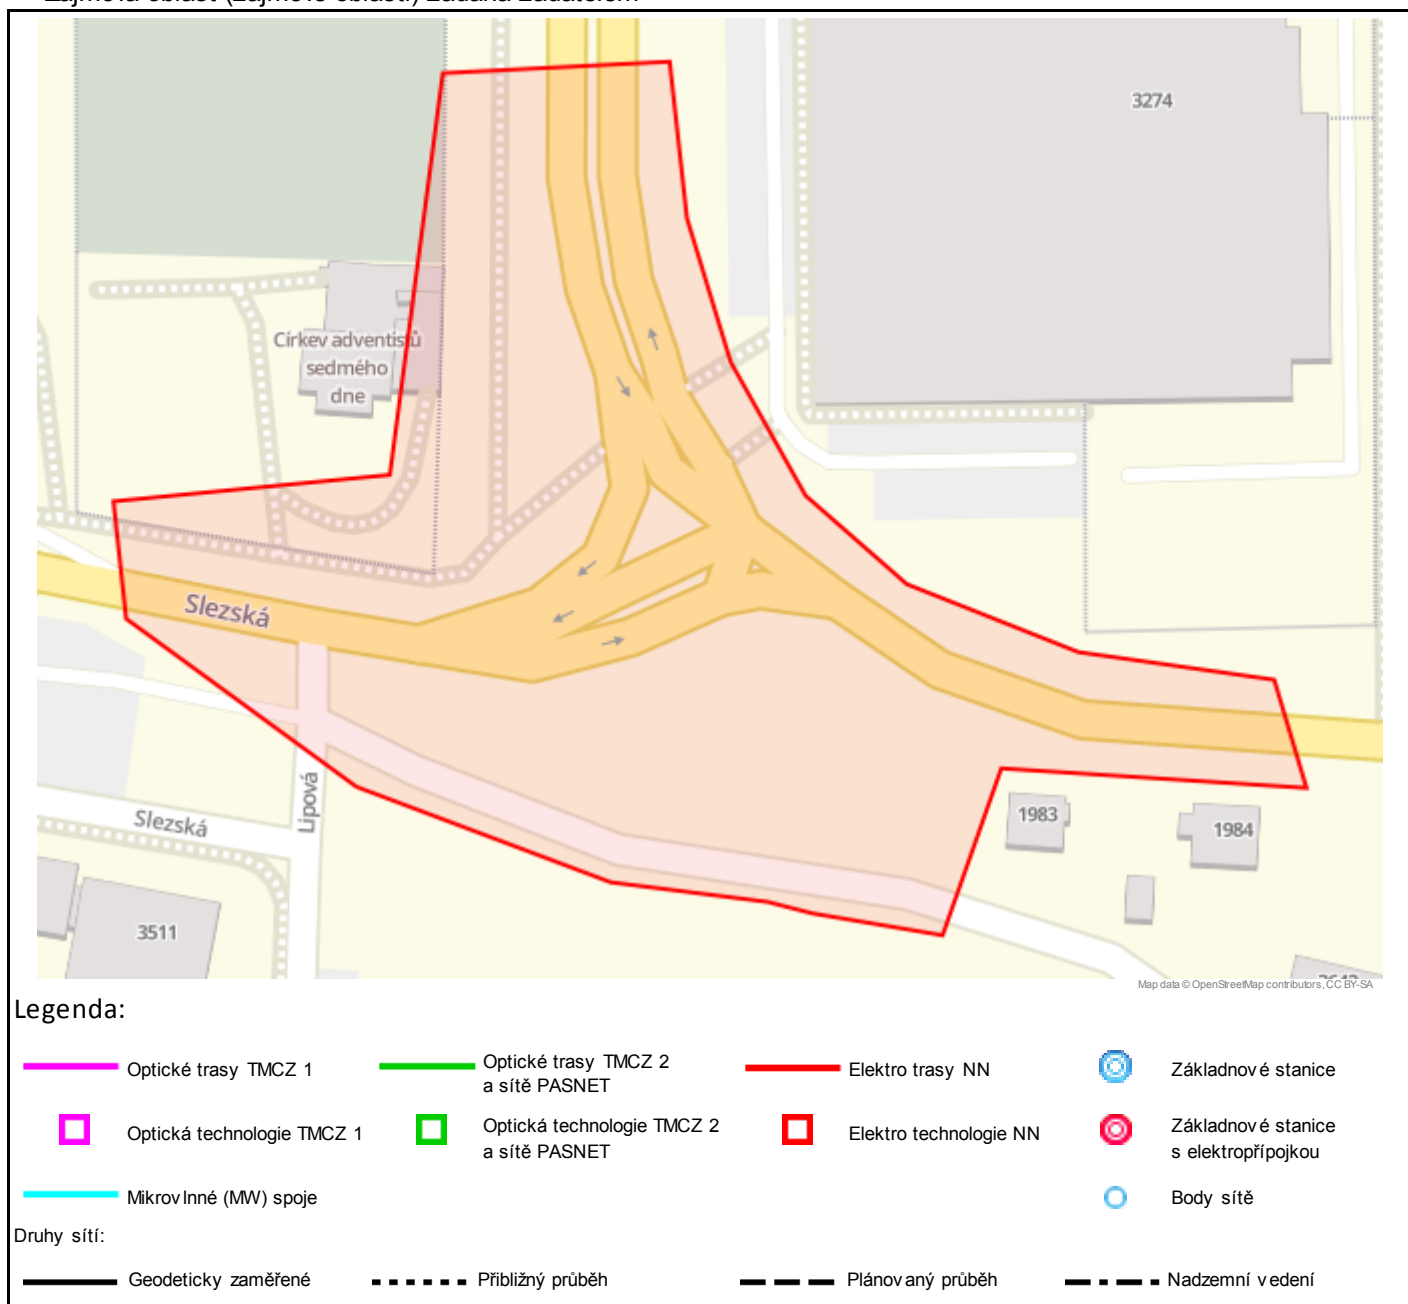 3274
Církev adventistů
sedmého
dne
Slezská
Lipová
Slezská
1983
1984
3511
Map data © OpenStreetMap contributors, CC BY-SA
Legenda:
Optické trasy TMCZ 1
Optické trasy TMCZ 2
a sítě PASNET
Elektro trasy NN
Základnové stanice
Optická technologie TMCZ 1
Optická technologie TMCZ 2
a sítě PASNET
Elektro technologie NN
Základnové stanice
s elektropřípojkou
Mikrovlnné (MW) spoje
Body sítě
Druhy sítí:
Geodeticky zaměřené
Přibližný průběh
Plánovaný průběh
Nadzemní vedení